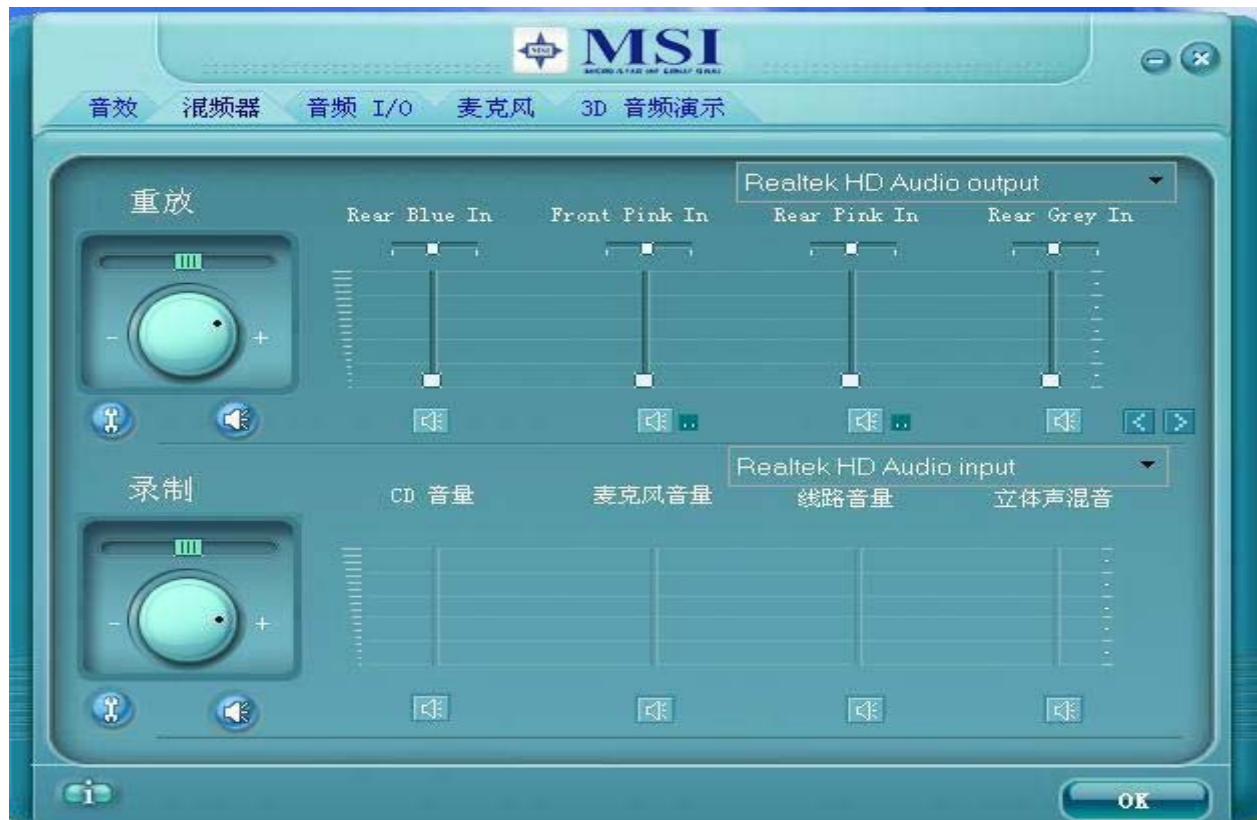 MSI
音效 混频器 音频 I/O 麦克风 3D 音频演示
Realtek HD Audio output
重放
Rear Blue In Front Pink In Rear Pink In Rear Grey In
- +
Realtek HD Audio input
录制
CD 音量 麦克风音量 线路音量 立体声混音
- +
i
OK